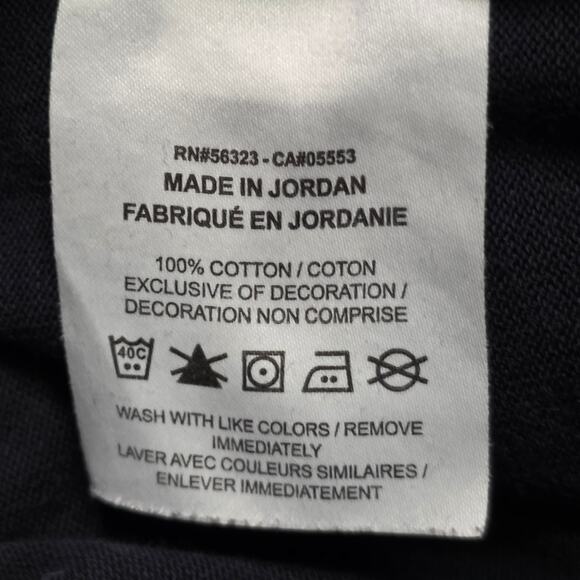 RN#56323 - CA#05553
MADE IN JORDAN
FABRIQUÉ EN JORDANIE
100% COTTON / COTON
EXCLUSIVE OF DECORATION /
DECORATION NON COMPRISE
40C
WASH WITH LIKE COLORS / REMOVE
IMMEDIATELY
LAVER AVEC COULEURS SIMILAIRES /
ENLEVER IMMEDIATEMENT